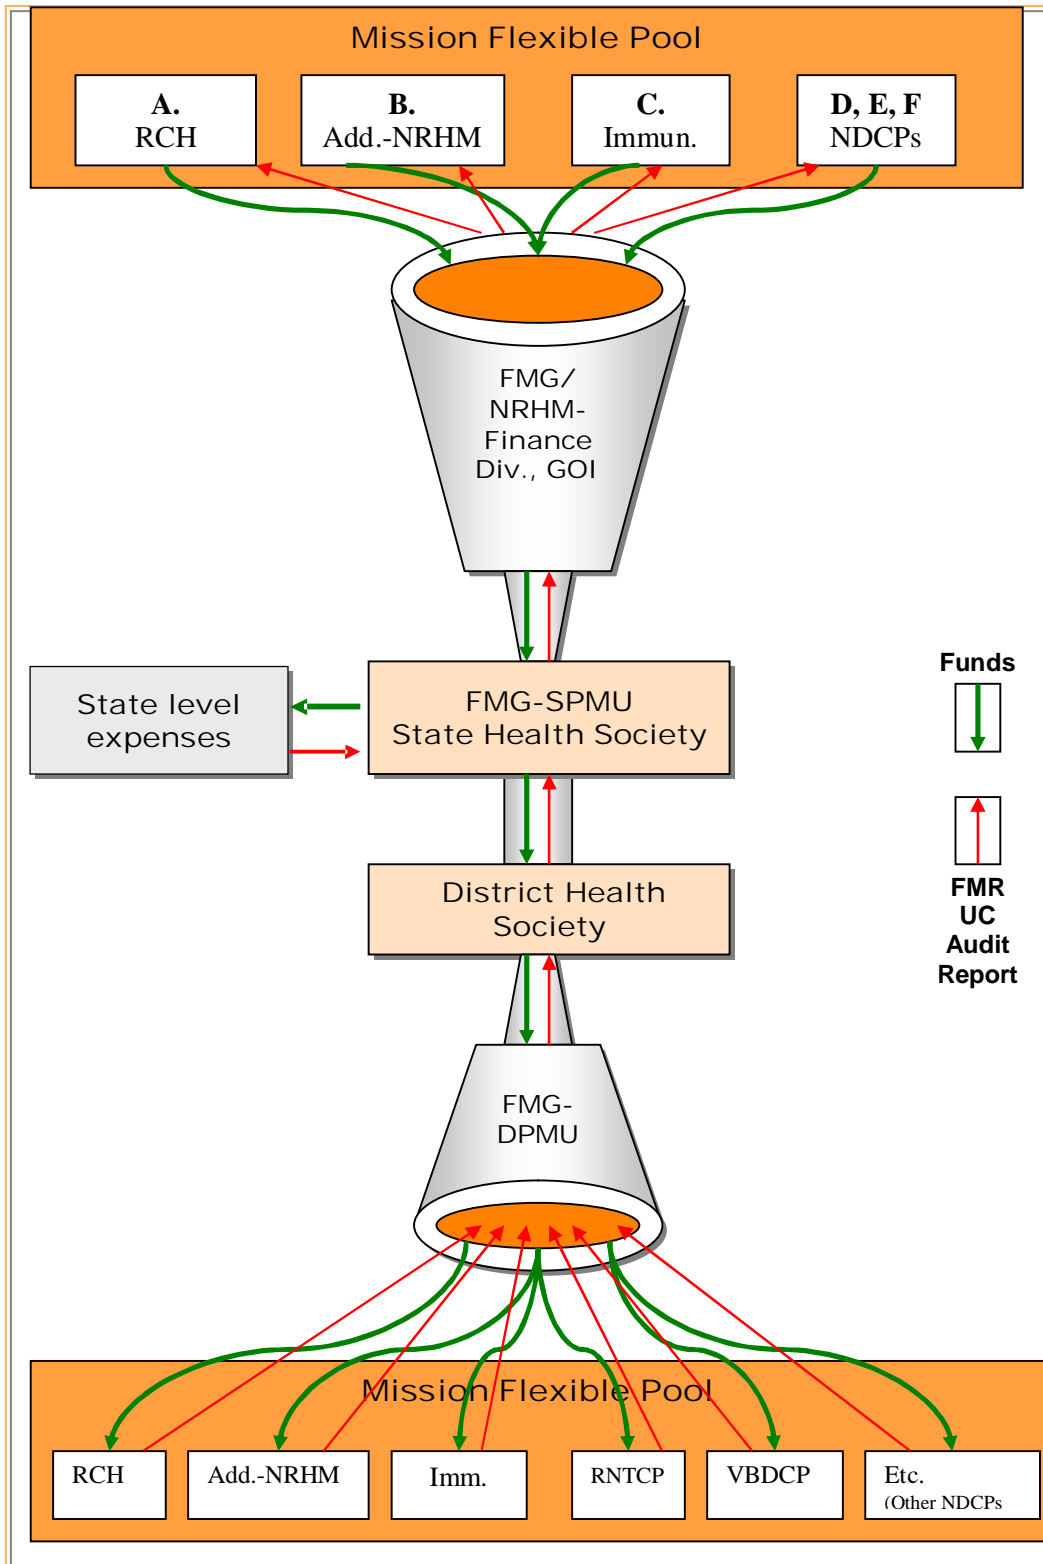 Mission Flexible Pool
A.
RCH
B.
Add.-NRHM
C.
Immun.
D, E, F
NDCPs
FMG/
NRHM-
Finance
Div., GOI
State level
expenses
FMG-SPMU
State Health Society
Funds
District Health
Society
FMR
UC
Audit
Report
FMG-
DPMU
Mission Flexible Pool
RCH
Add.-NRHM
Imm.
RNTCP
VBDCP
Etc.
(Other NDCPs